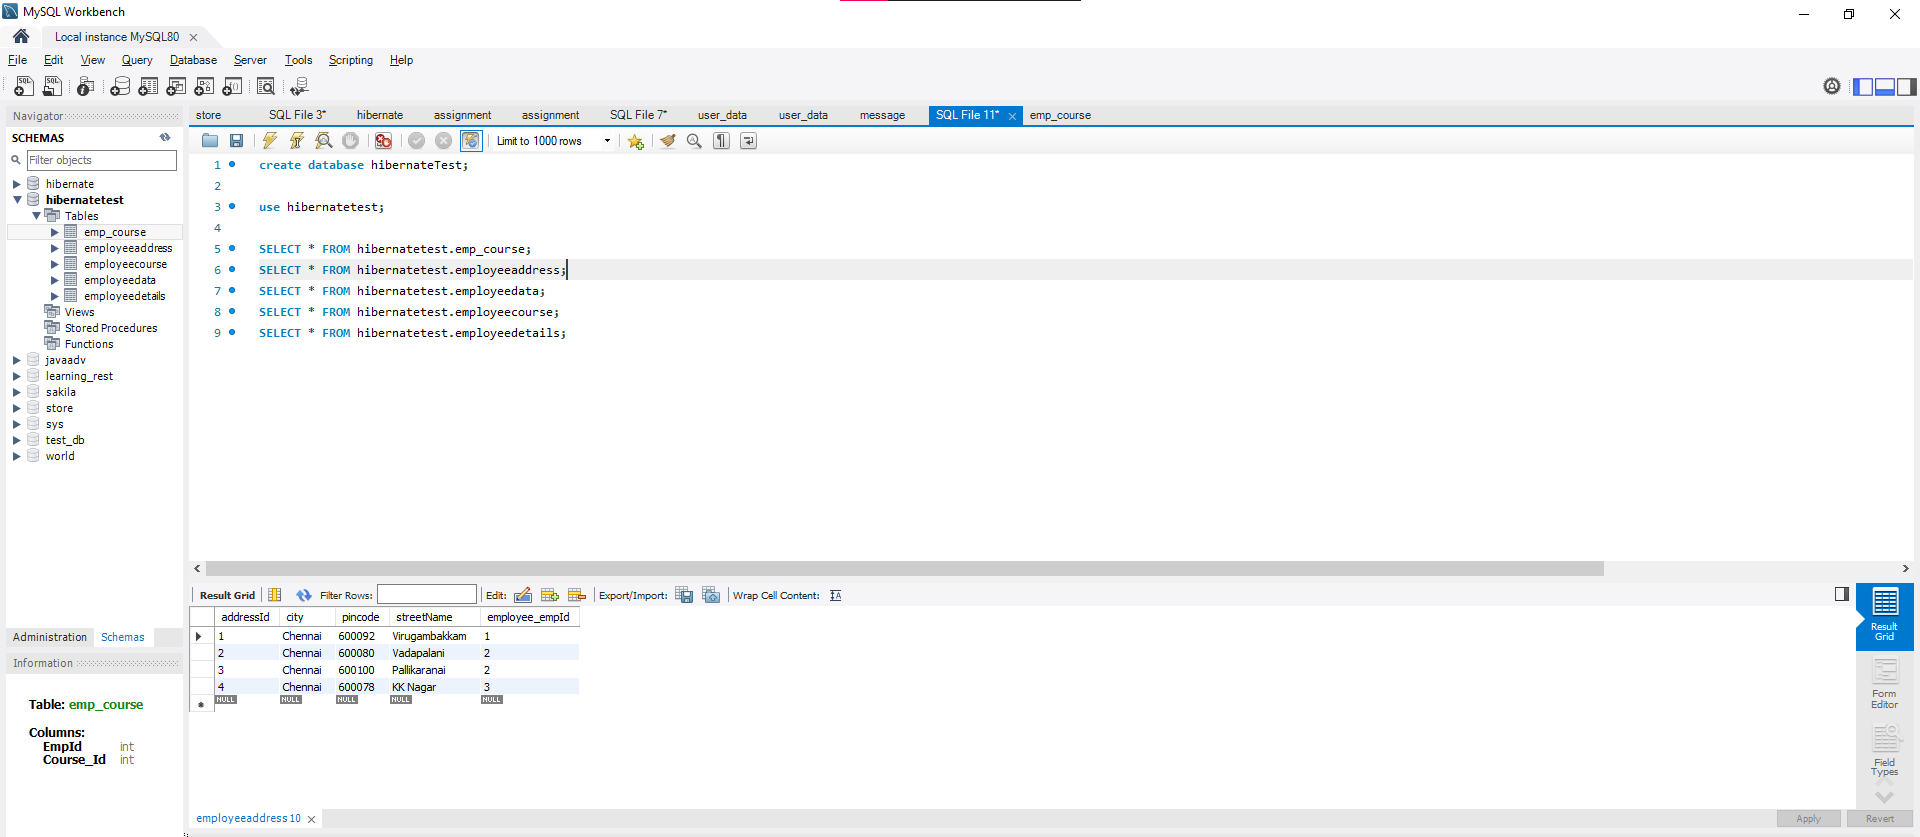 MySQL Workbench
Local instance MySQL80
File Edit View Query Database Server Tools Scripting Help
Navigator
SCHEMAS
Filter objects
hibernate
hibernatetest
Tables
emp_course
employeeaddress
employeecourse
employeedata
employeedetails
Views
Stored Procedures
Functions
javaadv
learning_rest
sakila
store
sys
test_db
world
Administration Schemas
Information
Table: emp_course
Columns:
EmpId int
Course_Id int
store SQL File 3* hibernate assignment assignment SQL File 7* user_data user_data message SQL File 11* emp_course
Limit to 1000 rows
1 create database hibernateTest;
2
3 use hibernatetest;
4
5 SELECT * FROM hibernatetest.emp_course;
6 SELECT * FROM hibernatetest.employeeaddress;
7 SELECT * FROM hibernatetest.employeedata;
8 SELECT * FROM hibernatetest.employeecourse;
9 SELECT * FROM hibernatetest.employeedetails;
Result Grid Filter Rows: Edit: Export/Import: Wrap Cell Content:
addressId city pincode streetName employee_empId
1 Chennai 600092 Virugambakkam 1
2 Chennai 600080 Vadapalani 2
3 Chennai 600100 Pallikaranai 2
4 Chennai 600078 KK Nagar 3
NULL NULL NULL NULL NULL
Result
Grid
Form
Editor
Field
Types
employeeaddress 10
Apply Revert